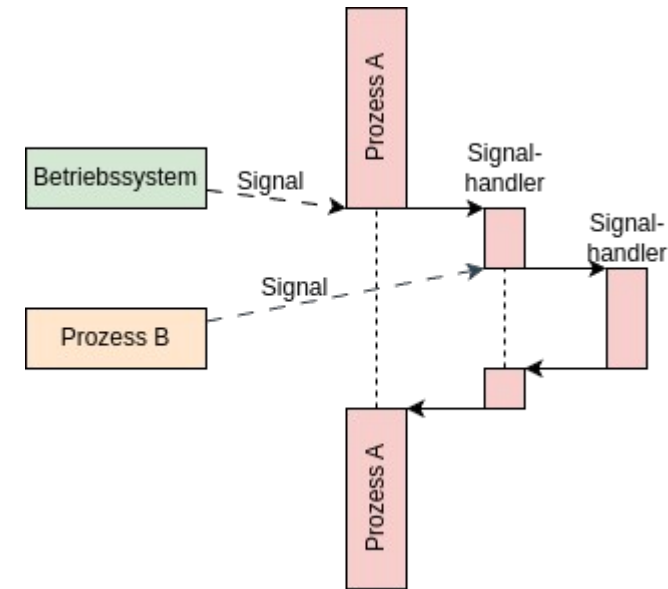 Prozess A
Betriebssystem
Signal
Signal-
handler
Signal-
handler
Signal
Prozess B
Prozess A